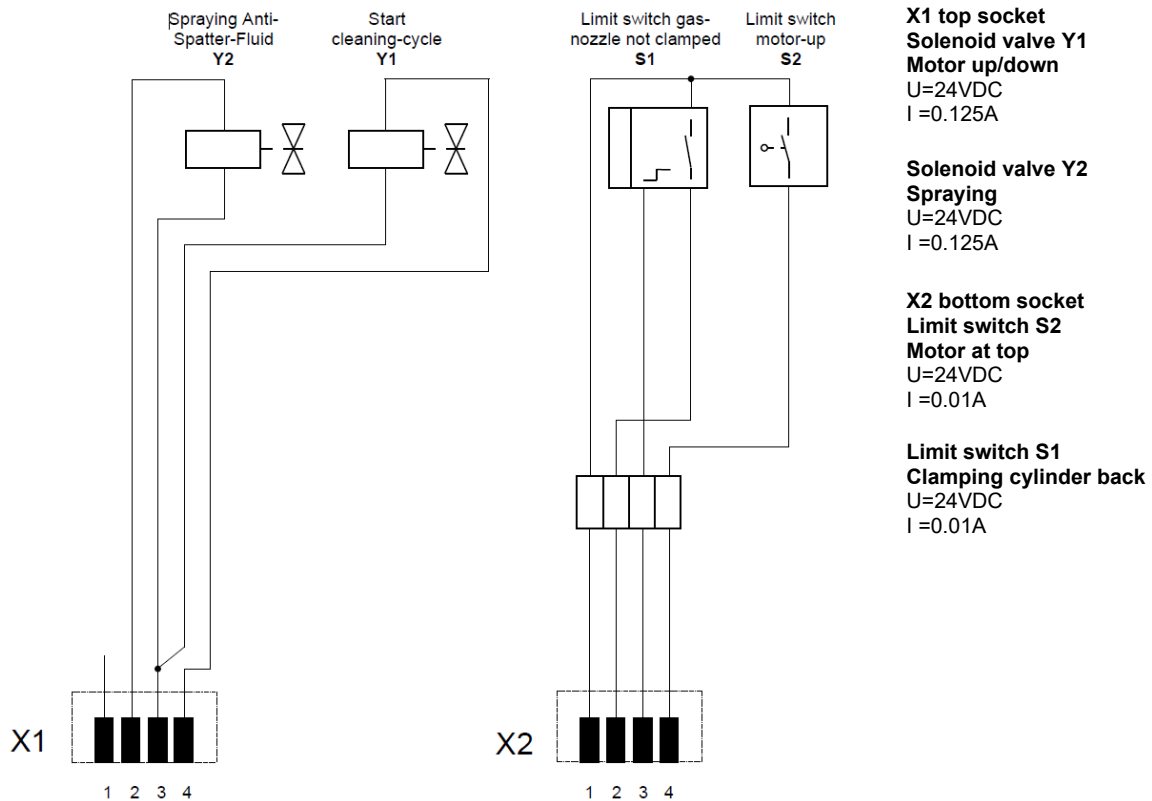 Spraying Anti-
Spatter-Fluid
Y2
Start
cleaning-cycle
Y1
Limit switch gas-
nozzle not clamped
S1
Limit switch
motor-up
S2
X1 top socket
Solenoid valve Y1
Motor up/down
U=24VDC
I =0.125A
Solenoid valve Y2
Spraying
U=24VDC
I =0.125A
X2 bottom socket
Limit switch S2
Motor at top
U=24VDC
I =0.01A
Limit switch S1
Clamping cylinder back
U=24VDC
I =0.01A
X1
1 2 3 4
X2
1 2 3 4